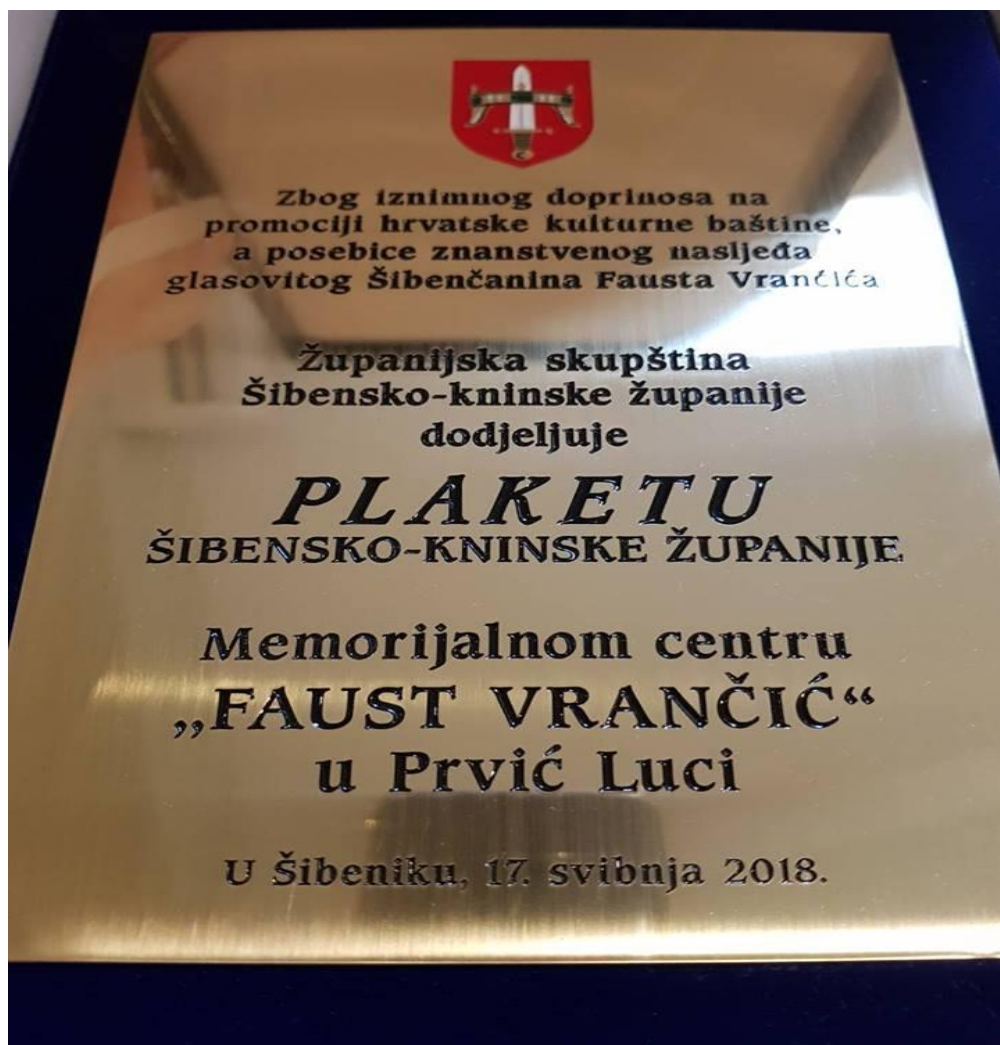 Zbog iznimnog doprinosa na
promociji hrvatske kulturne baštine,
a posebice znanstvenog nasljeđa
glasovitog Šibenčanina Fausta Vrančića
Županijska skupština
Šibensko-kninske županije
dodjeljuje
PLAKETU
ŠIBENSKO-KNINSKE ŽUPANIJE
Memorijalnom centru
„FAUST VRANČIĆ“
u Prvić Luci
U Šibeniku, 17. svibnja 2018.